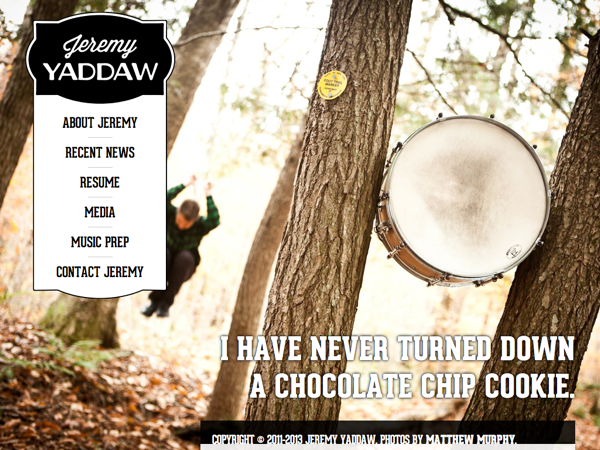 Jeremy
YADDAW
ABOUT JEREMY
RECENT NEWS
RESUME
MEDIA
MUSIC PREP
CONTACT JEREMY
I HAVE NEVER TURNED DOWN
A CHOCOLATE CHIP COOKIE.
COPYRIGHT © 2011-2013 JEREMY YADDAW. PHOTOS BY MATTHEW MURPHY.